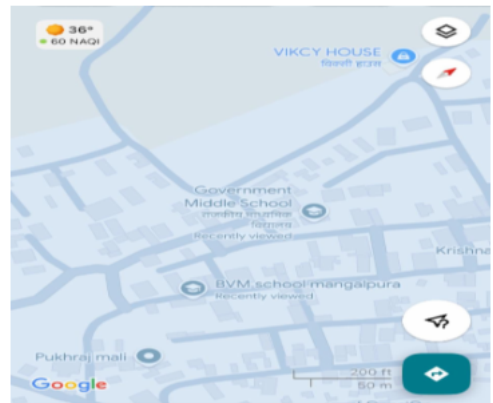 36°
60 NAQI
VIKCY HOUSE
विक्की हाउस
Government
Middle School
राजकीय माध्यमिक
विद्यालय
Recently viewed
Krishna
BVM school mangalpura
Recently viewed
Pukhraj mali
200 ft
50 m
Google